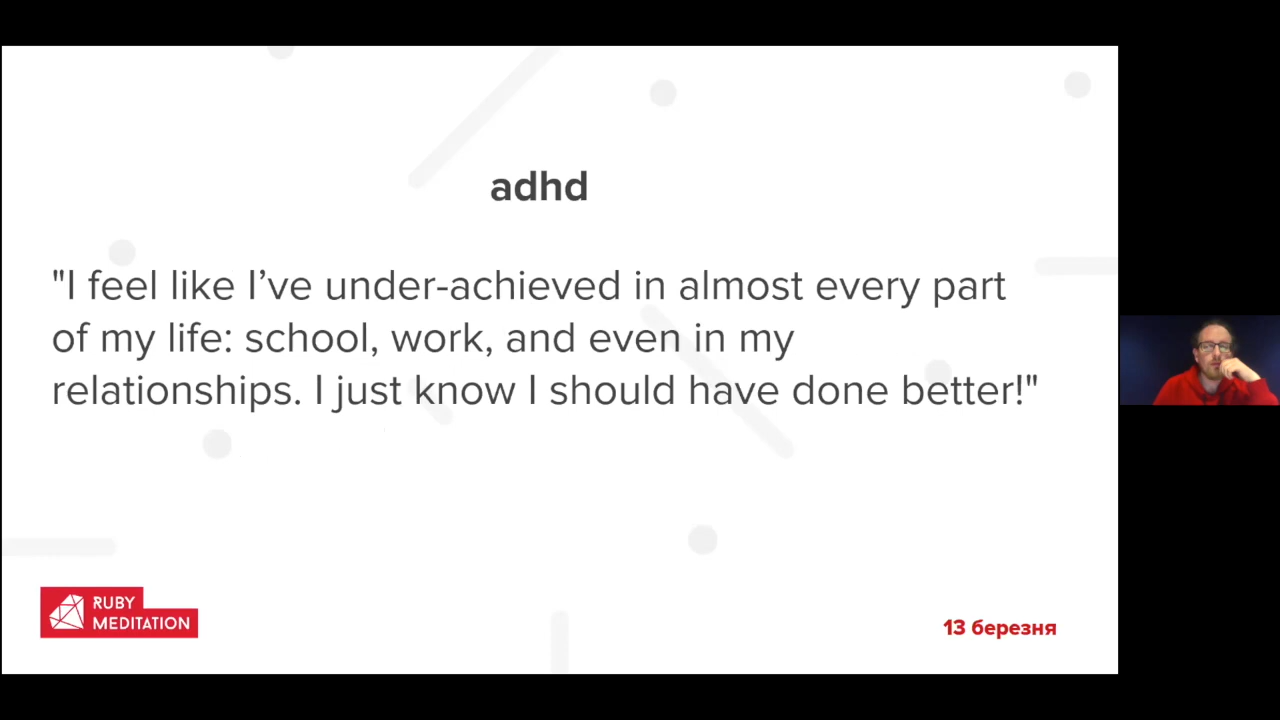 adhd
"I feel like I’ve under-achieved in almost every part
of my life: school, work, and even in my
relationships. I just know I should have done better!"
RUBY
MEDITATION
13 березня